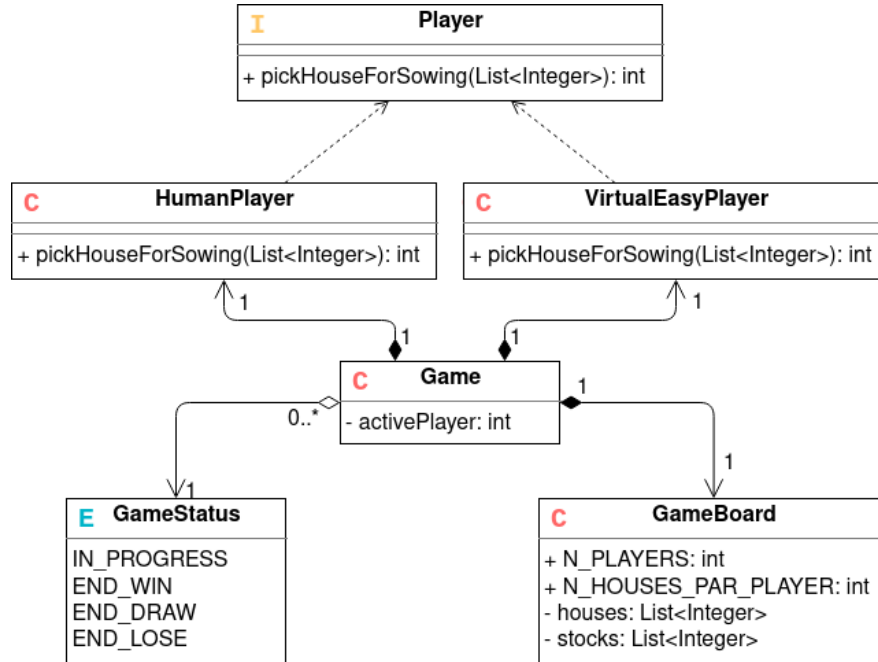 I Player
+ pickHouseForSowing(List<Integer>): int
C HumanPlayer
+ pickHouseForSowing(List<Integer>): int
C VirtualEasyPlayer
+ pickHouseForSowing(List<Integer>): int
1
1
1
1
C Game
- activePlayer: int
1
0..*
1
1
E GameStatus
IN_PROGRESS
END_WIN
END_DRAW
END_LOSE
C GameBoard
+ N_PLAYERS: int
+ N_HOUSES_PAR_PLAYER: int
- houses: List<Integer>
- stocks: List<Integer>